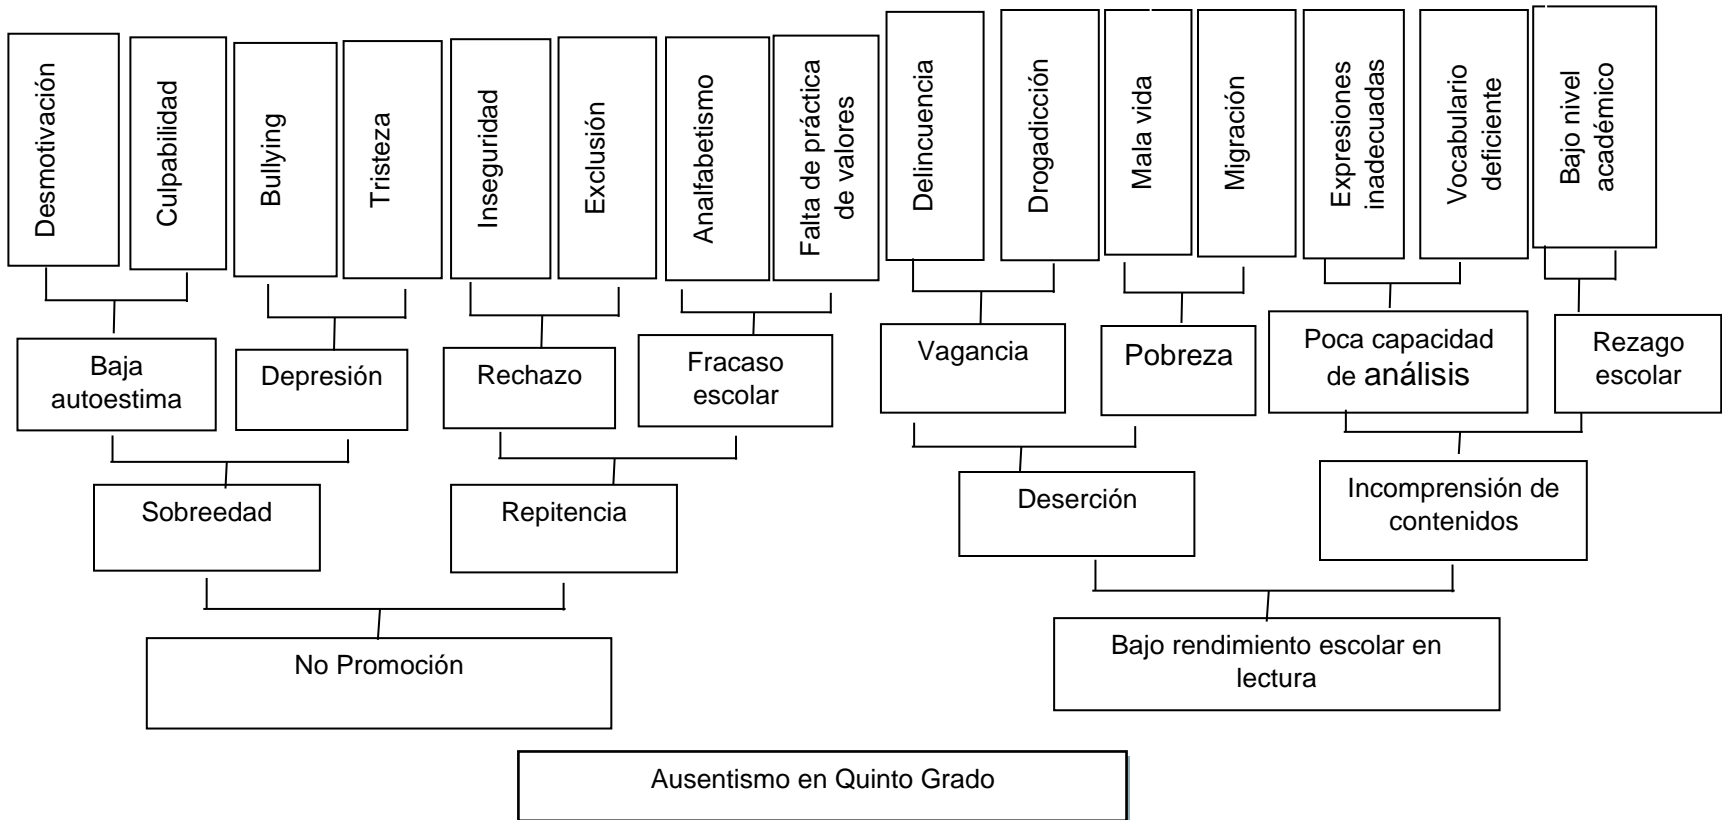 Desmotivación
Culpabilidad
Bullying
Tristeza
Inseguridad
Exclusión
Analfabetismo
Falta de práctica
de valores
Delincuencia
Drogadicción
Mala vida
Migración
Expresiones
inadecuadas
Vocabulario
deficiente
Bajo nivel
académico
Baja
autoestima
Depresión
Rechazo
Fracaso
escolar
Vagancia
Pobreza
Poca capacidad
de análisis
Rezago
escolar
Sobreedad
Repitencia
Deserción
Incomprensión de
contenidos
No Promoción
Bajo rendimiento escolar en
lectura
Ausentismo en Quinto Grado